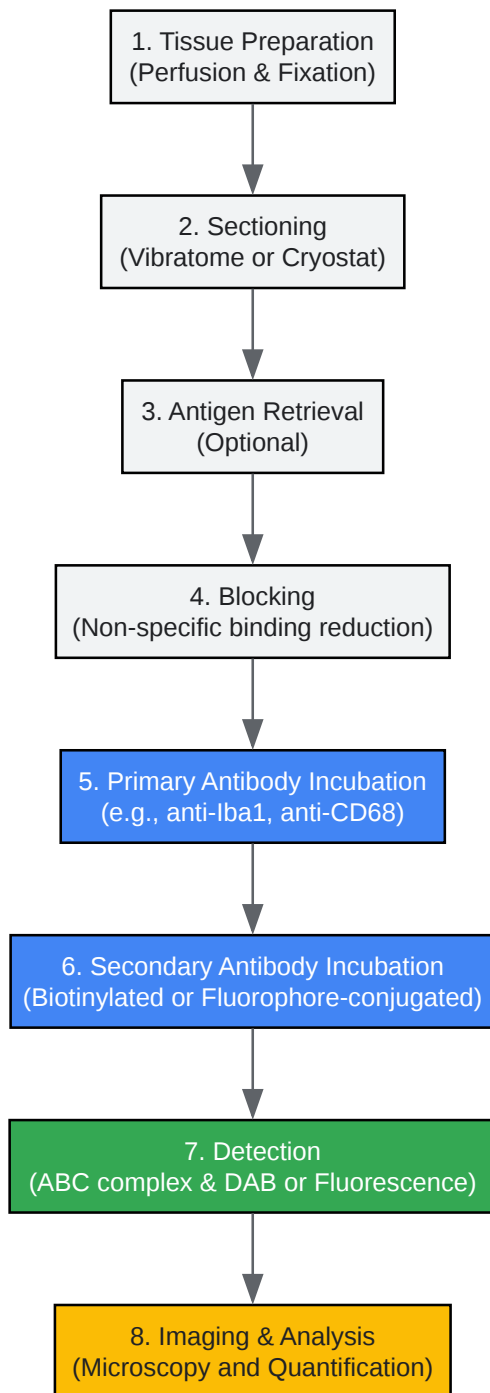 1. Tissue Preparation
(Perfusion & Fixation)
2. Sectioning
(Vibratome or Cryostat)
3. Antigen Retrieval
(Optional)
4. Blocking
(Non-specific binding reduction)
5. Primary Antibody Incubation
(e.g., anti-Iba1, anti-CD68)
6. Secondary Antibody Incubation
(Biotinylated or Fluorophore-conjugated)
7. Detection
(ABC complex & DAB or Fluorescence)
8. Imaging & Analysis
(Microscopy and Quantification)